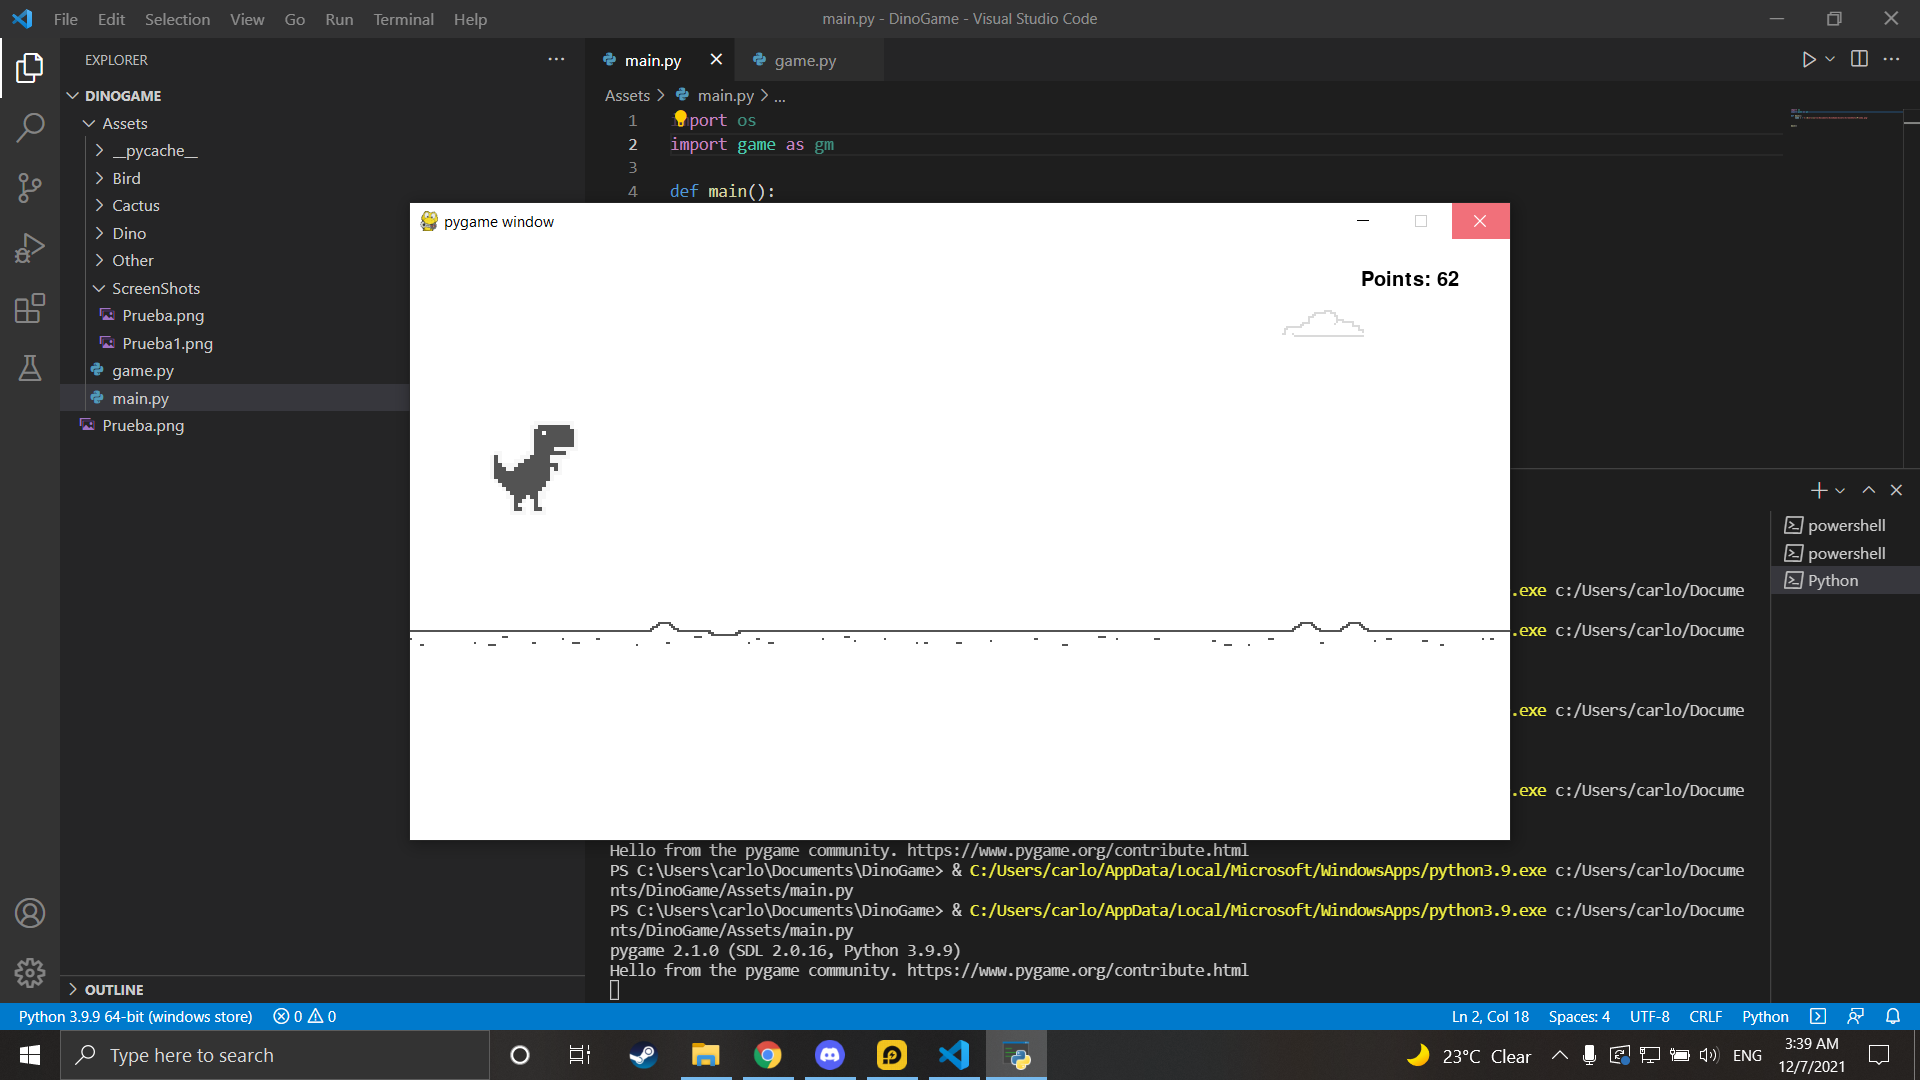 File Edit Selection View Go Run Terminal Help
main.py - DinoGame - Visual Studio Code
EXPLORER
DINOGAME
Assets
__pycache__
Bird
Cactus
Dino
Other
ScreenShots
Prueba.png
Prueba1.png
game.py
main.py
Prueba.png
OUTLINE
main.py
game.py
Assets > main.py > ...
1 port os
2 import game as gm
3
4 def main():
pygame window
Points: 62
powershell
powershell
Python
.exe c:/Users/carlo/Docume
.exe c:/Users/carlo/Docume
.exe c:/Users/carlo/Docume
.exe c:/Users/carlo/Docume
Hello from the pygame community. https://www.pygame.org/contribute.html
PS C:\Users\carlo\Documents\DinoGame> & C:/Users/carlo/AppData/Local/Microsoft/WindowsApps/python3.9.exe c:/Users/carlo/Docume
nts/DinoGame/Assets/main.py
PS C:\Users\carlo\Documents\DinoGame> & C:/Users/carlo/AppData/Local/Microsoft/WindowsApps/python3.9.exe c:/Users/carlo/Docume
nts/DinoGame/Assets/main.py
pygame 2.1.0 (SDL 2.0.16, Python 3.9.9)
Hello from the pygame community. https://www.pygame.org/contribute.html
Python 3.9.9 64-bit (windows store) 0 0
Ln 2, Col 18 Spaces: 4 UTF-8 CRLF Python
Type here to search
23°C Clear
ENG
3:39 AM
12/7/2021